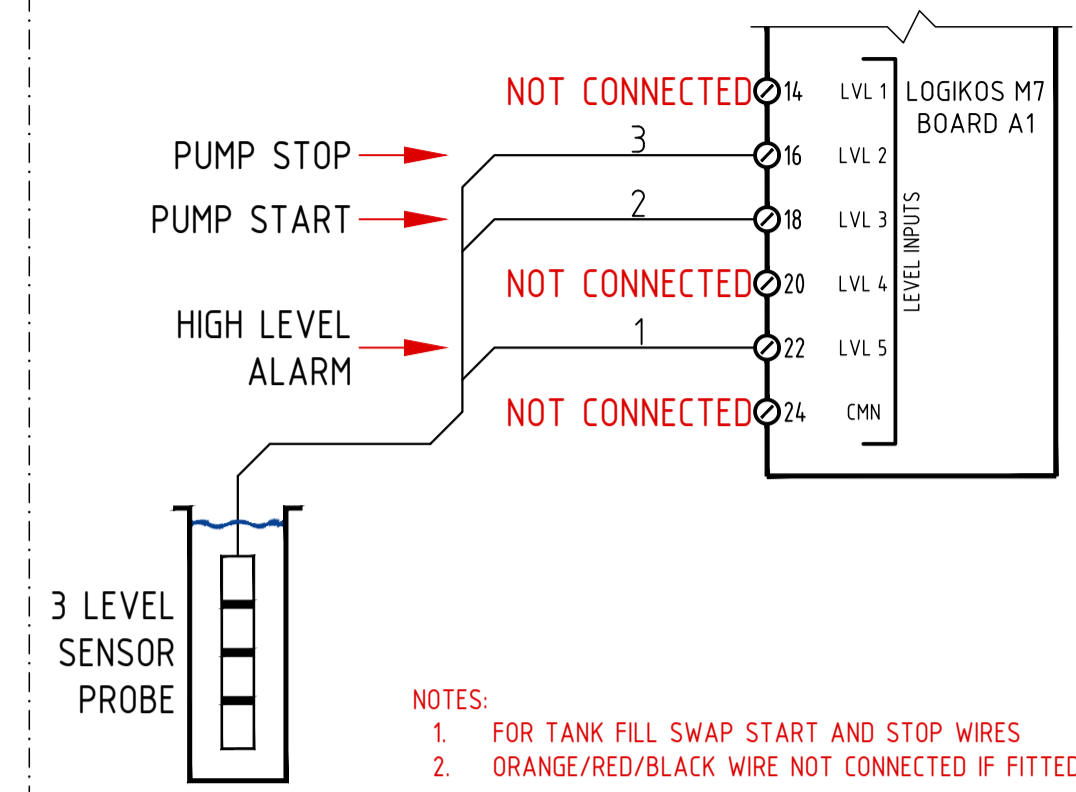 NOT CONNECTED 14 LVL 1 LOGIKOS M7
BOARD A1
PUMP STOP 3 16 LVL 2
PUMP START 2 18 LVL 3
LEVEL INPUTS
NOT CONNECTED 20 LVL 4
HIGH LEVEL
ALARM
1 22 LVL 5
NOT CONNECTED 24 CMN
3 LEVEL
SENSOR
PROBE
NOTES:
1. FOR TANK FILL SWAP START AND STOP WIRES
2. ORANGE/RED/BLACK WIRE NOT CONNECTED IF FITTED